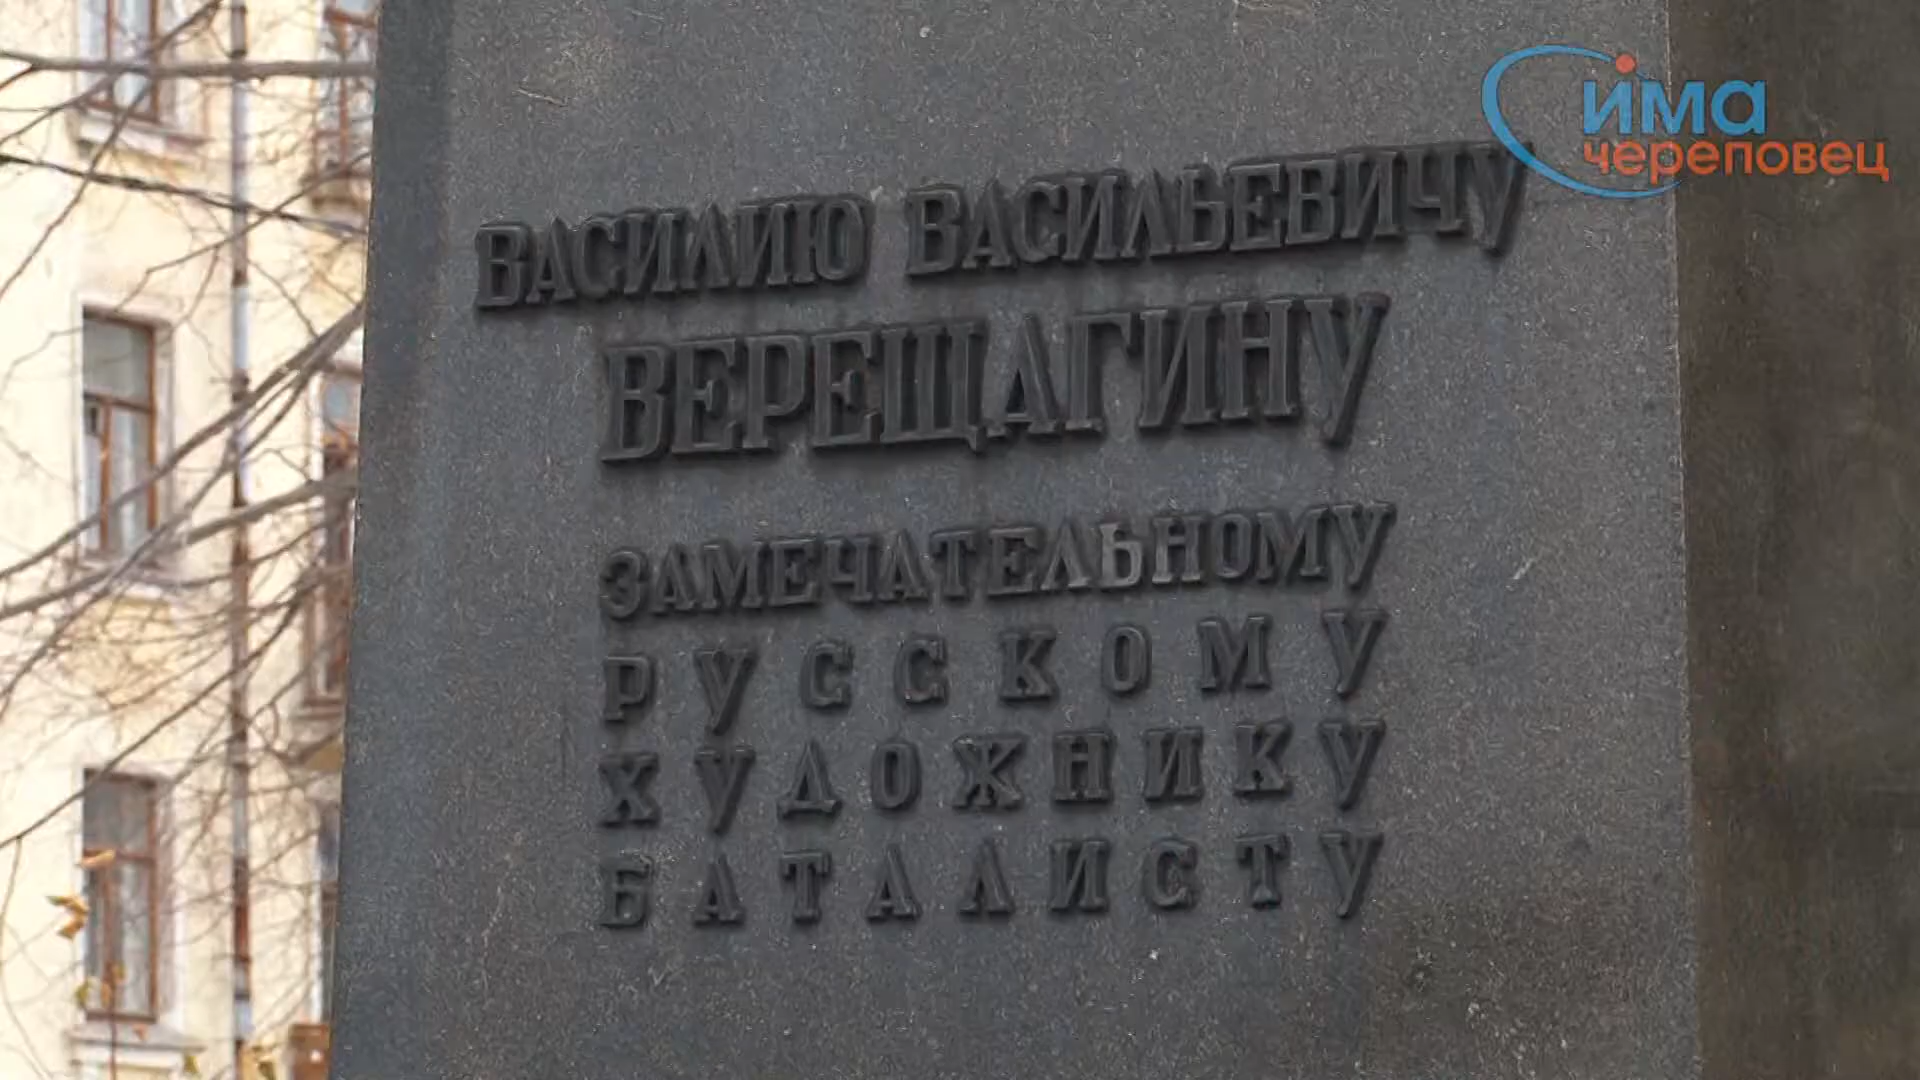 има
череповец
ВАСИЛИЮ ВАСИЛЬЕВИЧУ
ВЕРЕЩАГИНУ
ЗАМЕЧАТЕЛЬНОМУ
РУССКОМУ
ХУДОЖНИКУ
БАТАЛИСТУ